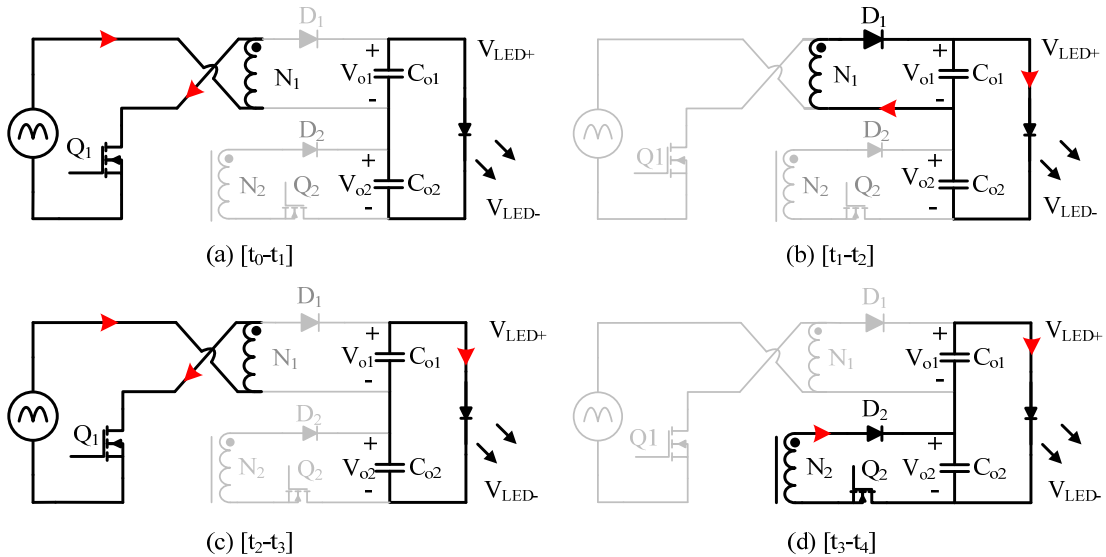 D1
VLED+
N1
Vo1
+
-
Co1
Q1
D2
N2
Q2
Vo2
+
-
Co2
VLED-
(a) [t0-t1]
D1
VLED+
N1
Vo1
+
-
Co1
Q1
D2
N2
Q2
Vo2
+
-
Co2
VLED-
(b) [t1-t2]
D1
VLED+
N1
Vo1
+
-
Co1
Q1
D2
N2
Q2
Vo2
+
-
Co2
VLED-
(c) [t2-t3]
D1
VLED+
N1
Vo1
+
-
Co1
Q1
D2
N2
Q2
Vo2
+
-
Co2
VLED-
(d) [t3-t4]